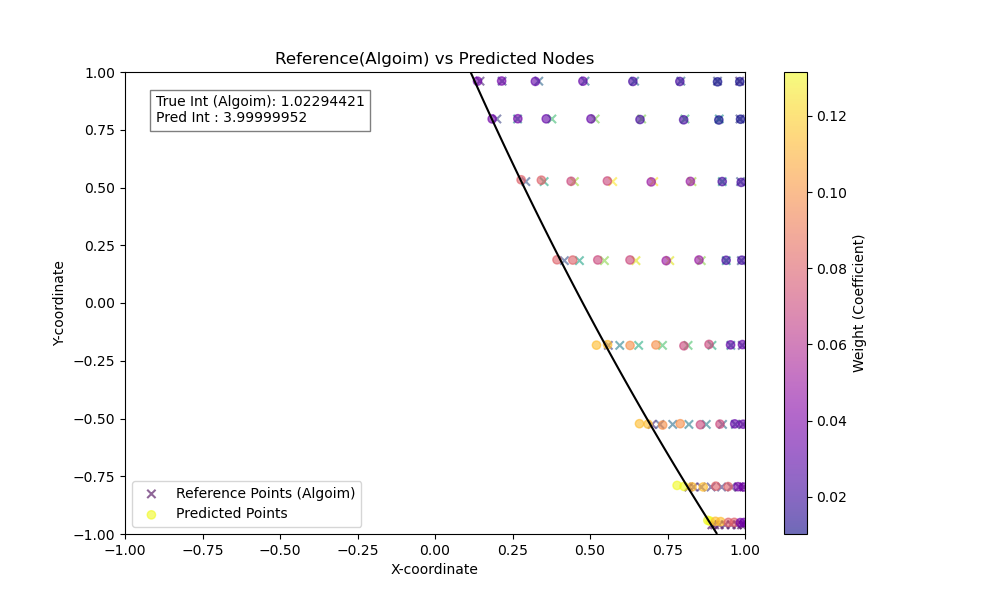 Reference(Algoim) vs Predicted Nodes
True Int (Algoim): 1.02294421
Pred Int : 3.99999952
1.00
0.75
0.50
0.25
0.00
−0.25
−0.50
−0.75
−1.00
Y-coordinate
Reference Points (Algoim)
Predicted Points
−1.00 −0.75 −0.50 −0.25 0.00 0.25 0.50 0.75 1.00
X-coordinate
0.12
0.10
0.08
0.06
0.04
0.02
Weight (Coefficient)